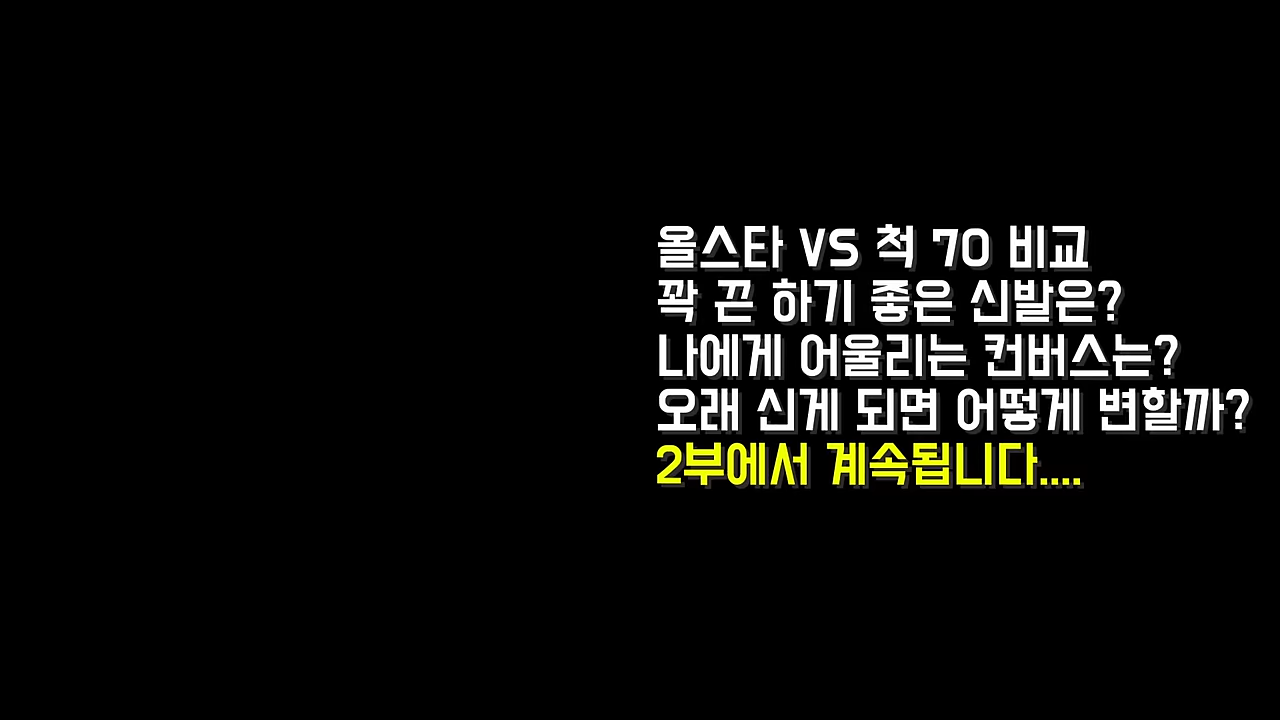 올스타 VS 척 70 비교
꽉 끈 하기 좋은 신발은?
나에게 어울리는 컨버스는?
오래 신게 되면 어떻게 변할까?
2부에서 계속됩니다....